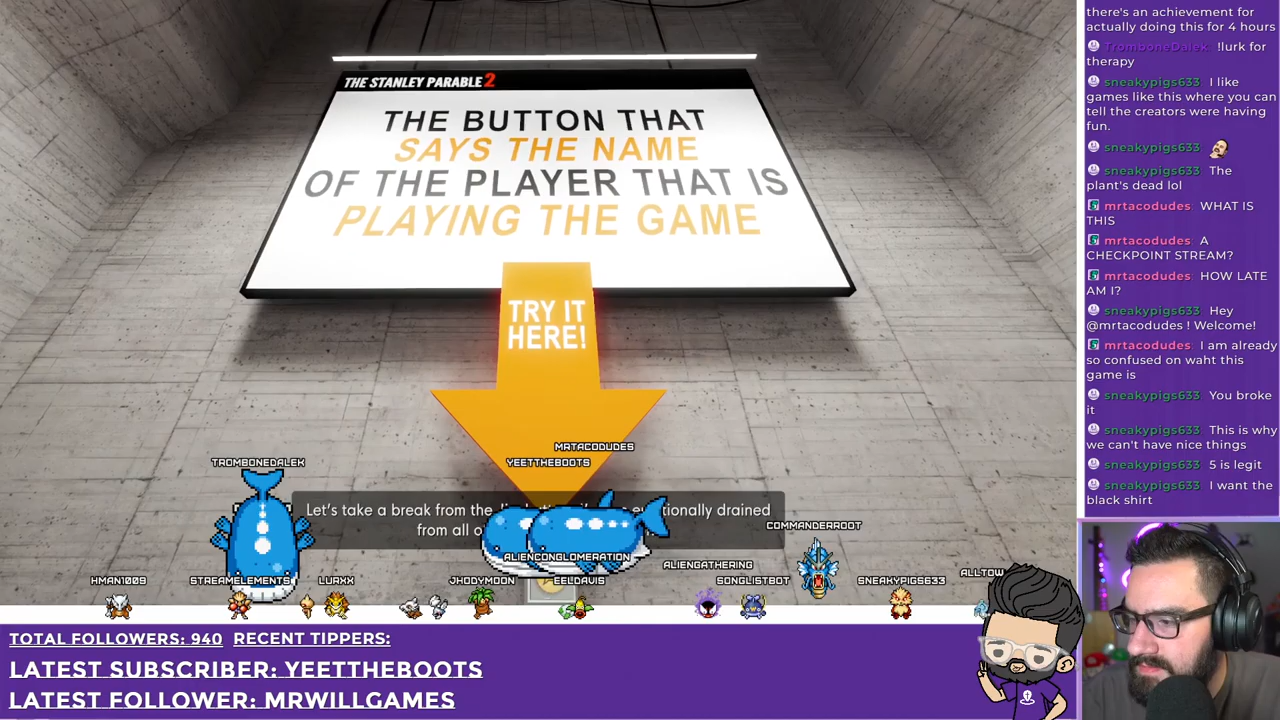 THE STANLEY PARABLE 2
THE BUTTON THAT
SAYS THE NAME
OF THE PLAYER THAT IS
PLAYING THE GAME
TRY IT
HERE!
MRTACODUDES
YEETTHEBOOTS
TROMBONEDALEK
Let's take a break from the
tionally drained
from all
COMMANDERROOT
ALIENCONGLOMERATION
ALIENGATHERING
ALLTOW
HMAN1009
STREAMELEMENTS
LURXX
JHODYMOON
EELDAVIS
SONGLISTBOT
SNEAKYPIGS633
TOTAL FOLLOWERS: 940 RECENT TIPPERS:
LATEST SUBSCRIBER: YEETTHEBOOTS
LATEST FOLLOWER: MRWILLGAMES
there's an achievement for
actually doing this for 4 hours
TromboneDalek: !lurk for
therapy
sneakypigs633 I like
games like this where you can
tell the creators were having
fun.
sneakypigs633
sneakypigs633 The
plant's dead lol
mrtacodudes WHAT IS
THIS
mrtacodudes A
CHECKPOINT STREAM?
mrtacodudes HOW LATE
AM I?
sneakypigs633 Hey
@mrtacodudes ! Welcome!
mrtacodudes I am already
so confused on waht this
game is
sneakypigs633 You broke
it
sneakypigs633 This is why
we can't have nice things
sneakypigs633 5 is legit
sneakypigs633 I want the
black shirt